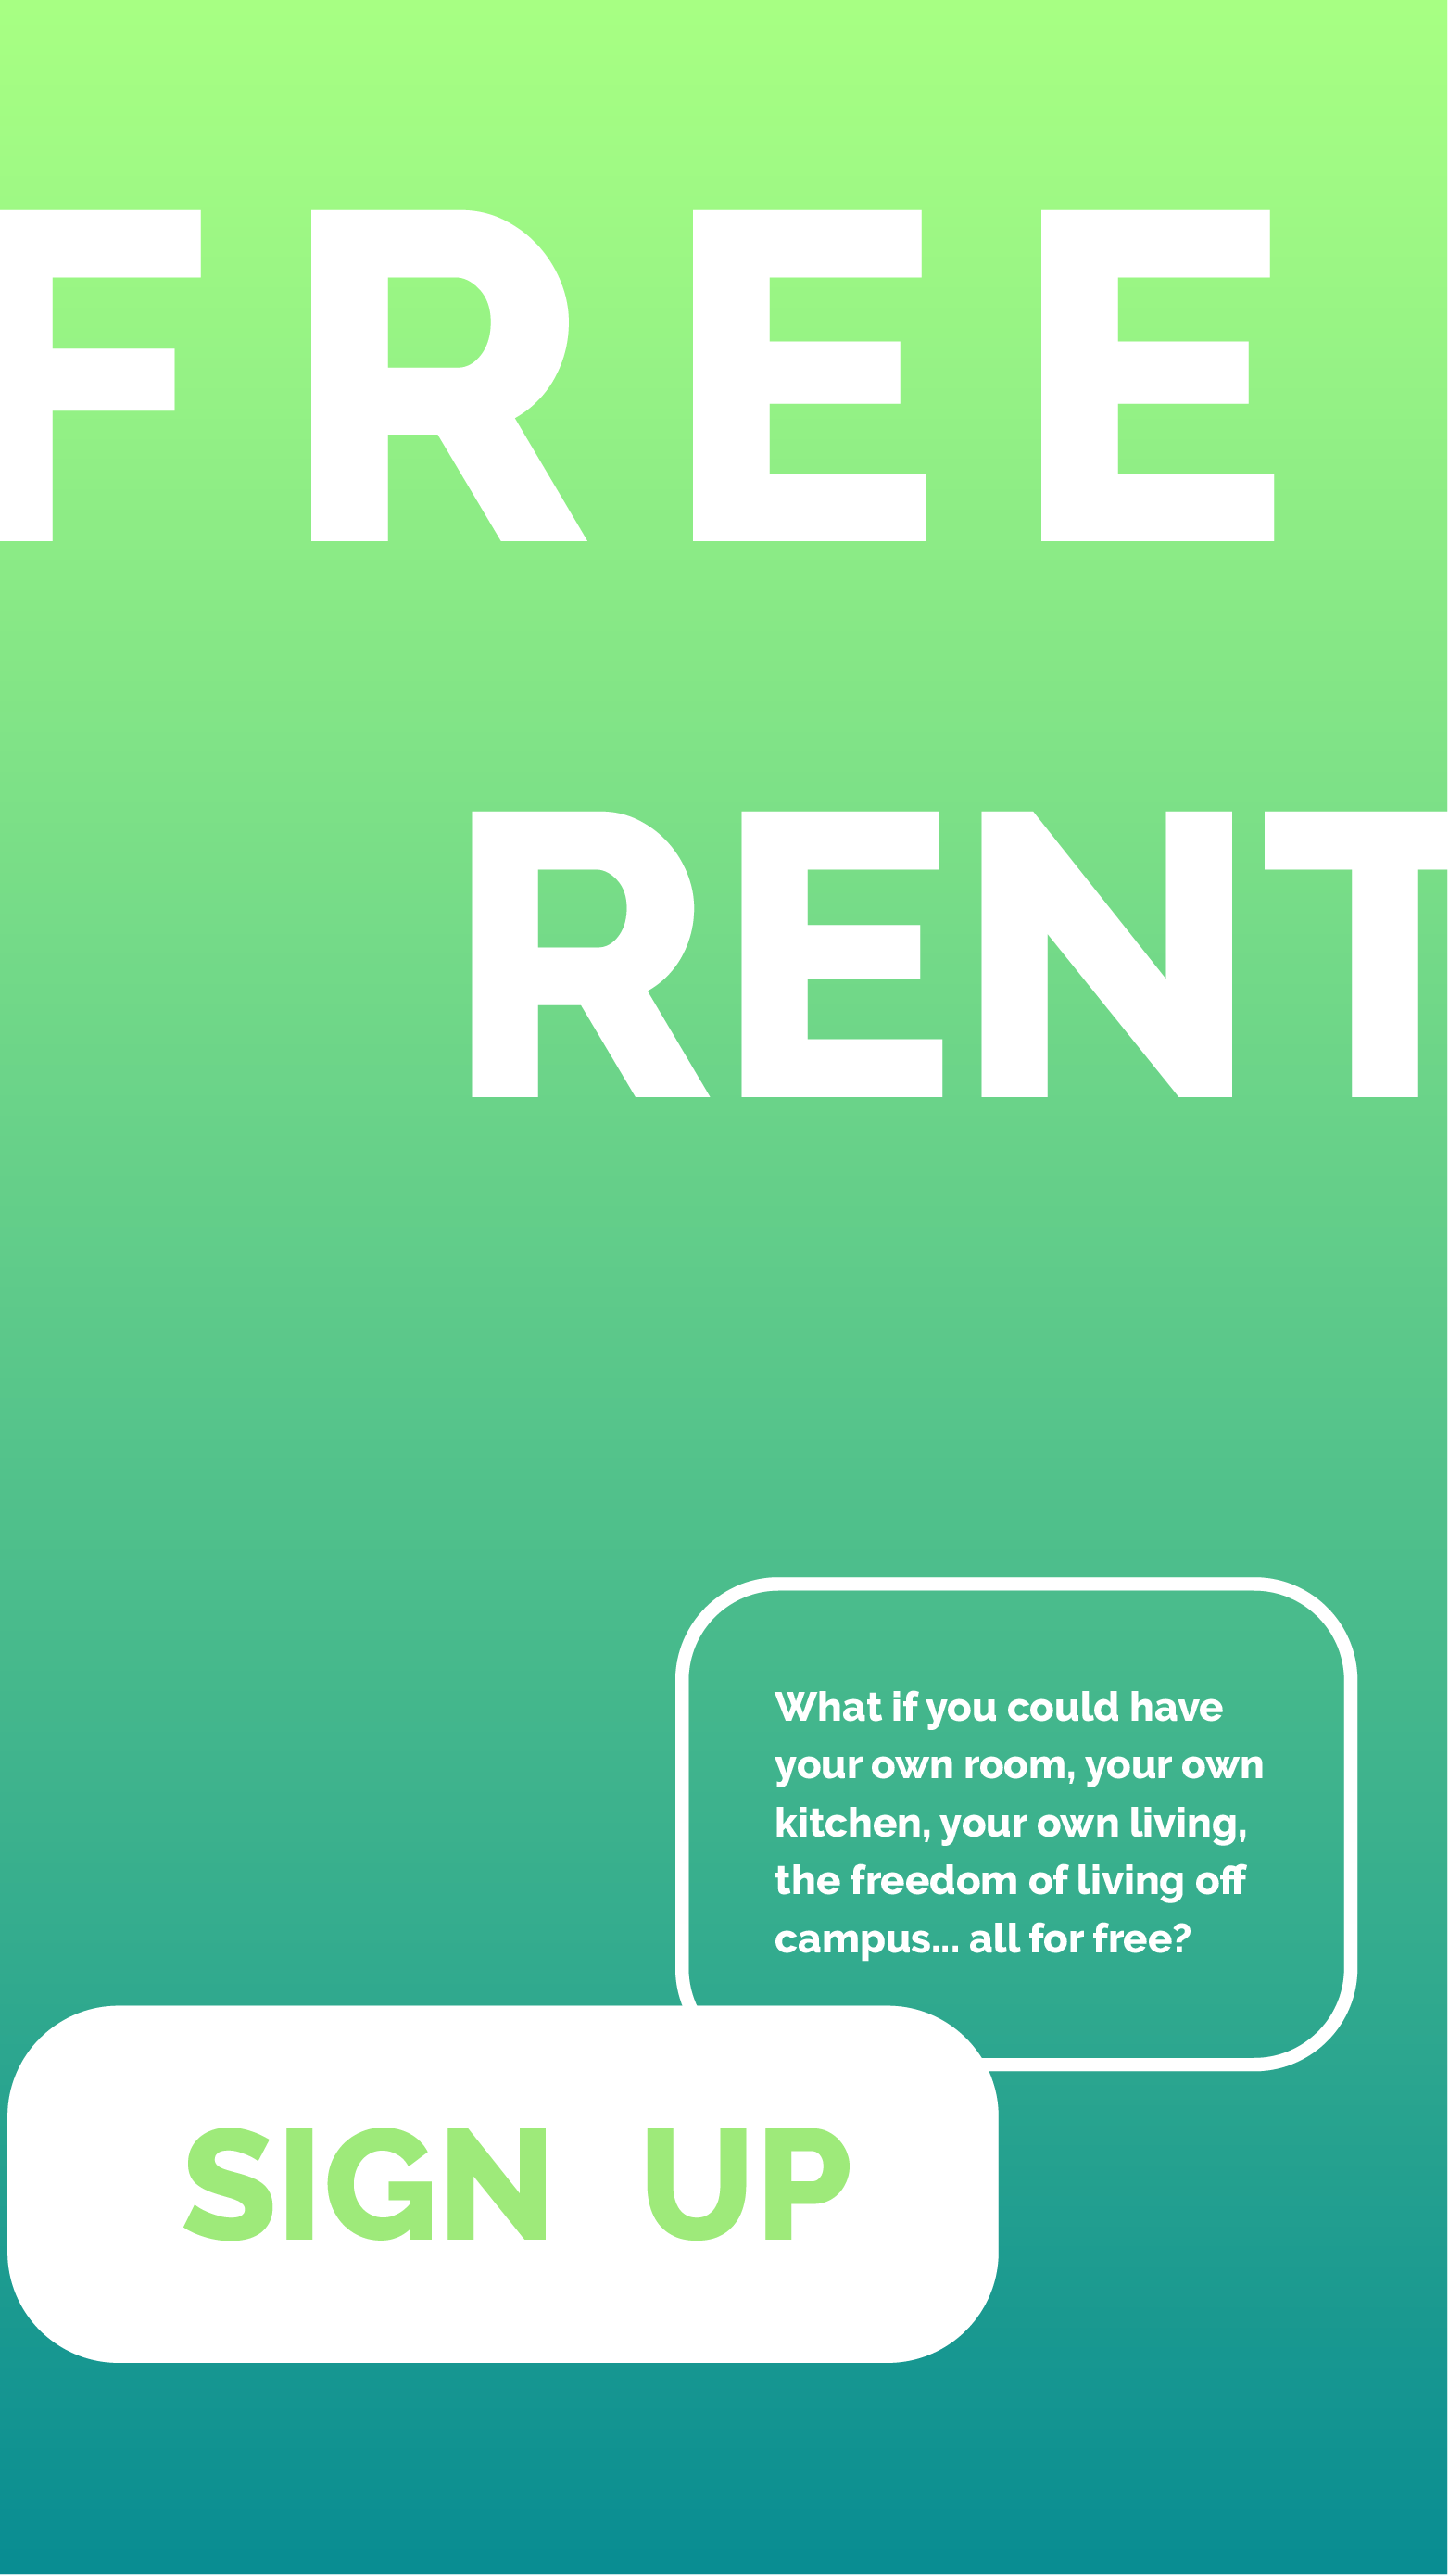 FREE
RENT
What if you could have
your own room, your own
kitchen, your own living,
the freedom of living off
campus... all for free?
SIGN UP